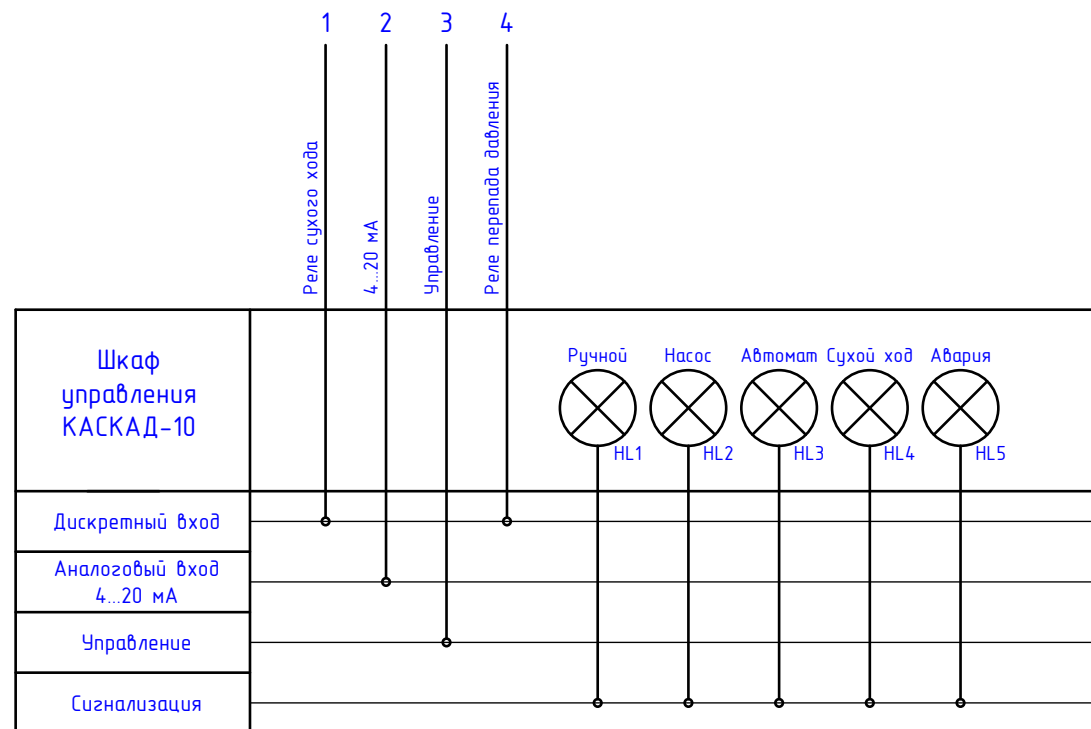 1
2
3
4
Реле сухого хода
4...20 мА
Управление
Реле перепада давления
Шкаф
управления
КАСКАД-10
Ручной
Насос
Автомат
Сухой ход
Авария
HL1
HL2
HL3
HL4
HL5
Дискретный вход
Аналоговый вход
4...20 мА
Управление
Сигнализация